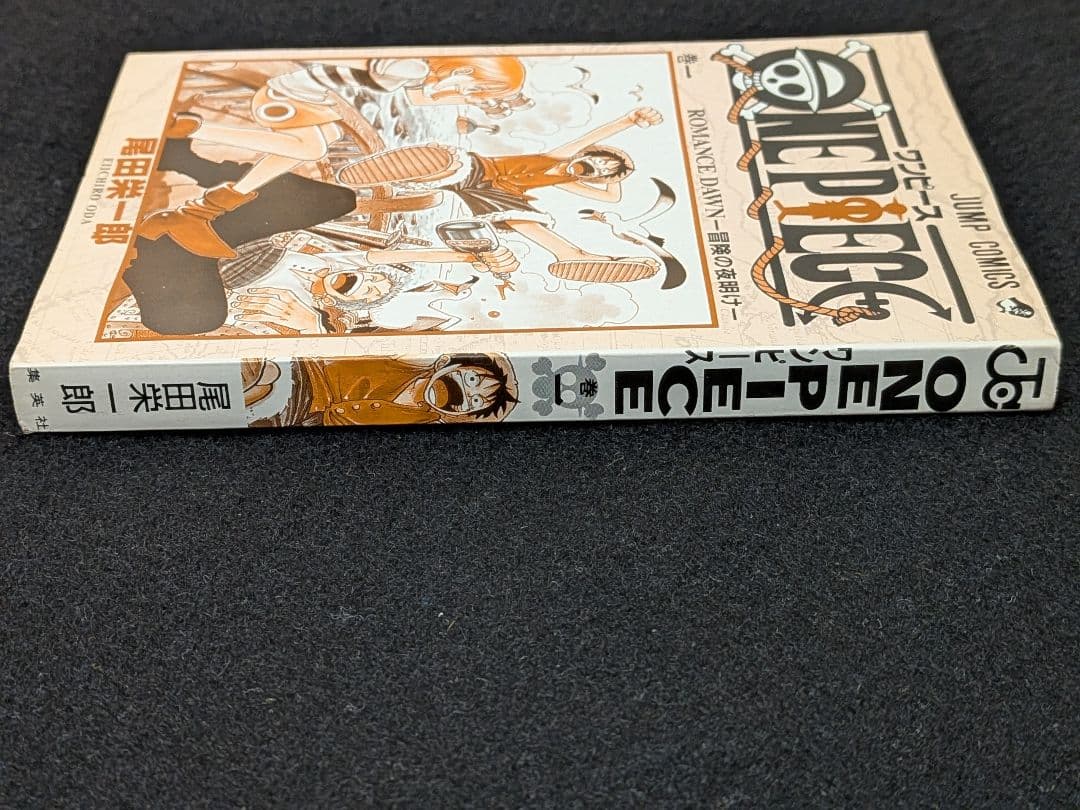 JUMP COMICS
ワンピース
ONE PIECE
巻一
ROMANCE DAWN—冒険の夜明け—
尾田栄一郎
EIICHIRO ODA
JC
ONE PIECE
ワンピース
巻一
尾田栄一郎
集英社